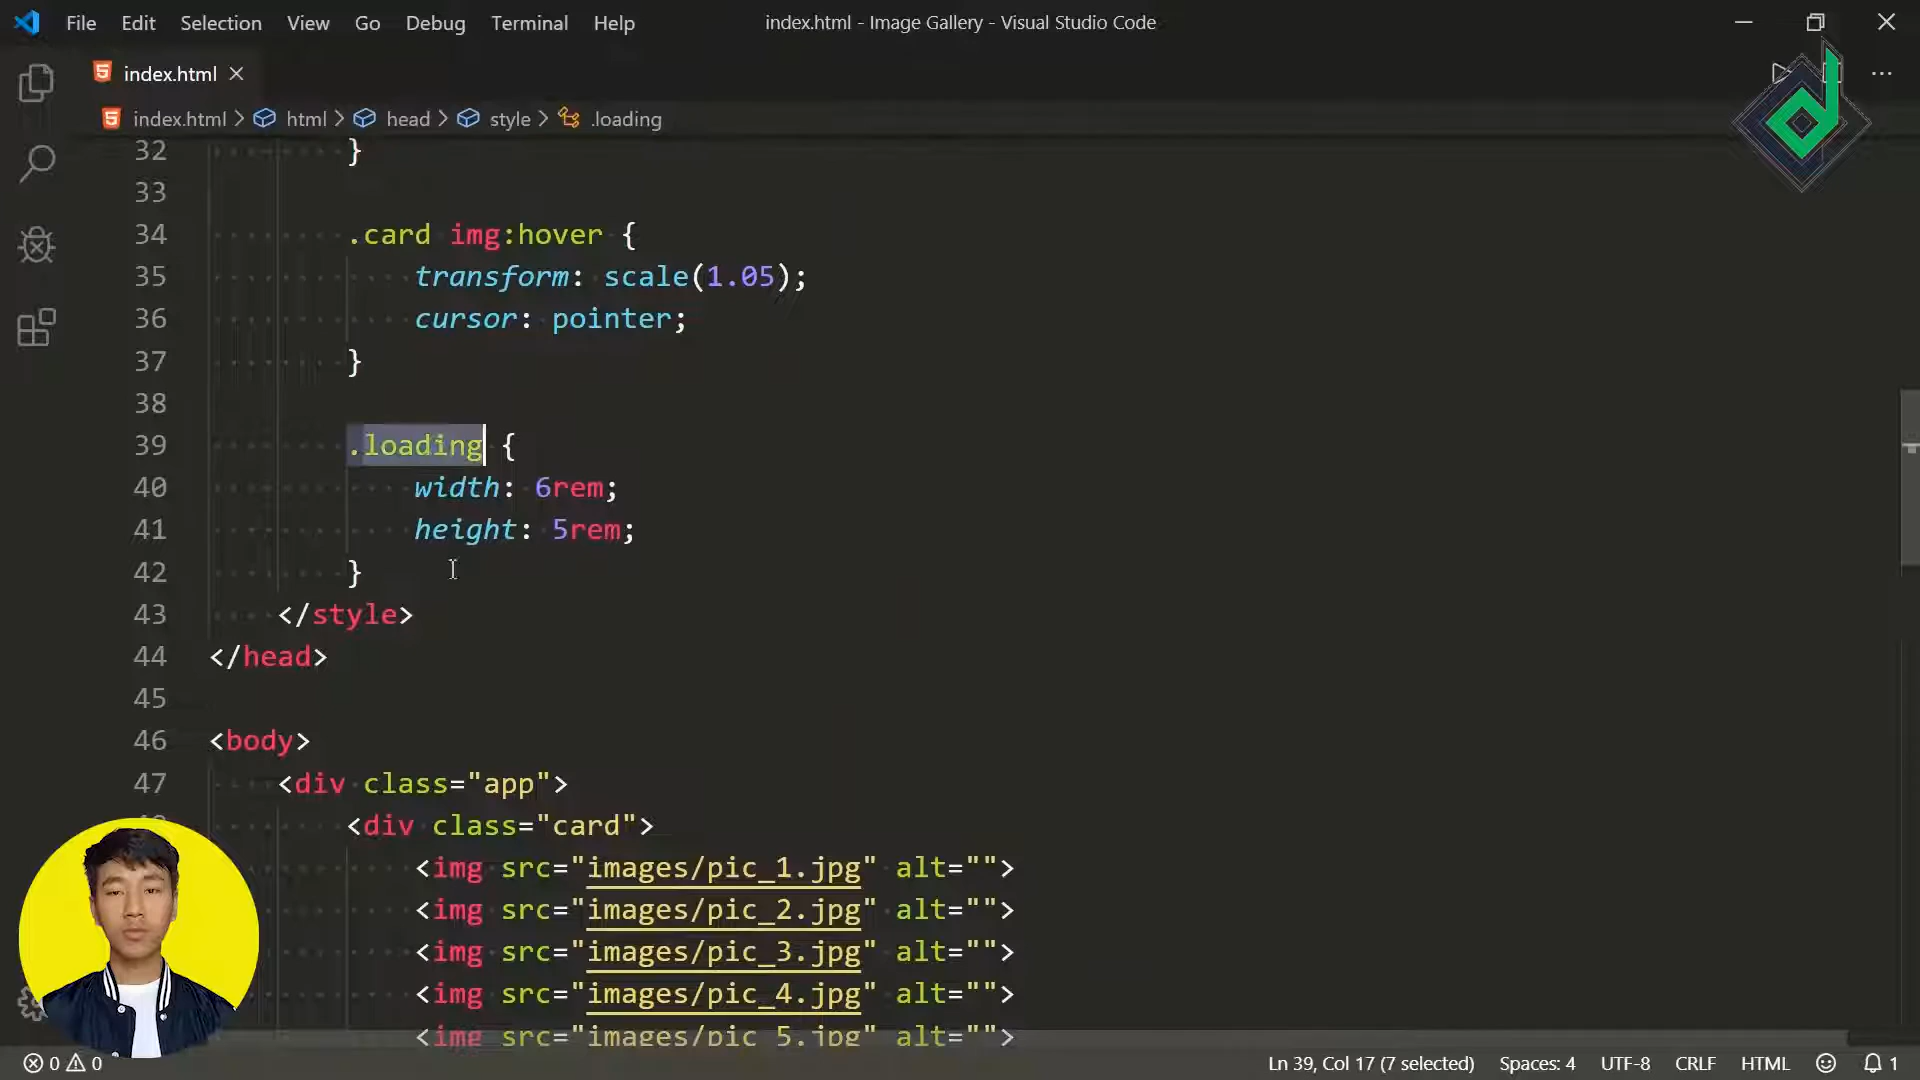 File Edit Selection View Go Debug Terminal Help
index.html - Image Gallery - Visual Studio Code
index.html
index.html > html > head > style > .loading
32 }
33
34 .card img:hover {
35 transform: scale(1.05);
36 cursor: pointer;
37 }
38
39 .loading {
40 width: 6rem;
41 height: 5rem;
42 }
43 </style>
44 </head>
45
46 <body>
47 <div class="app">
<div class="card">
<img src="images/pic_1.jpg" alt="">
<img src="images/pic_2.jpg" alt="">
<img src="images/pic_3.jpg" alt="">
<img src="images/pic_4.jpg" alt="">
<img src="images/pic_5.jpg" alt="">
0 0 Ln 39, Col 17 (7 selected) Spaces: 4 UTF-8 CRLF HTML 1